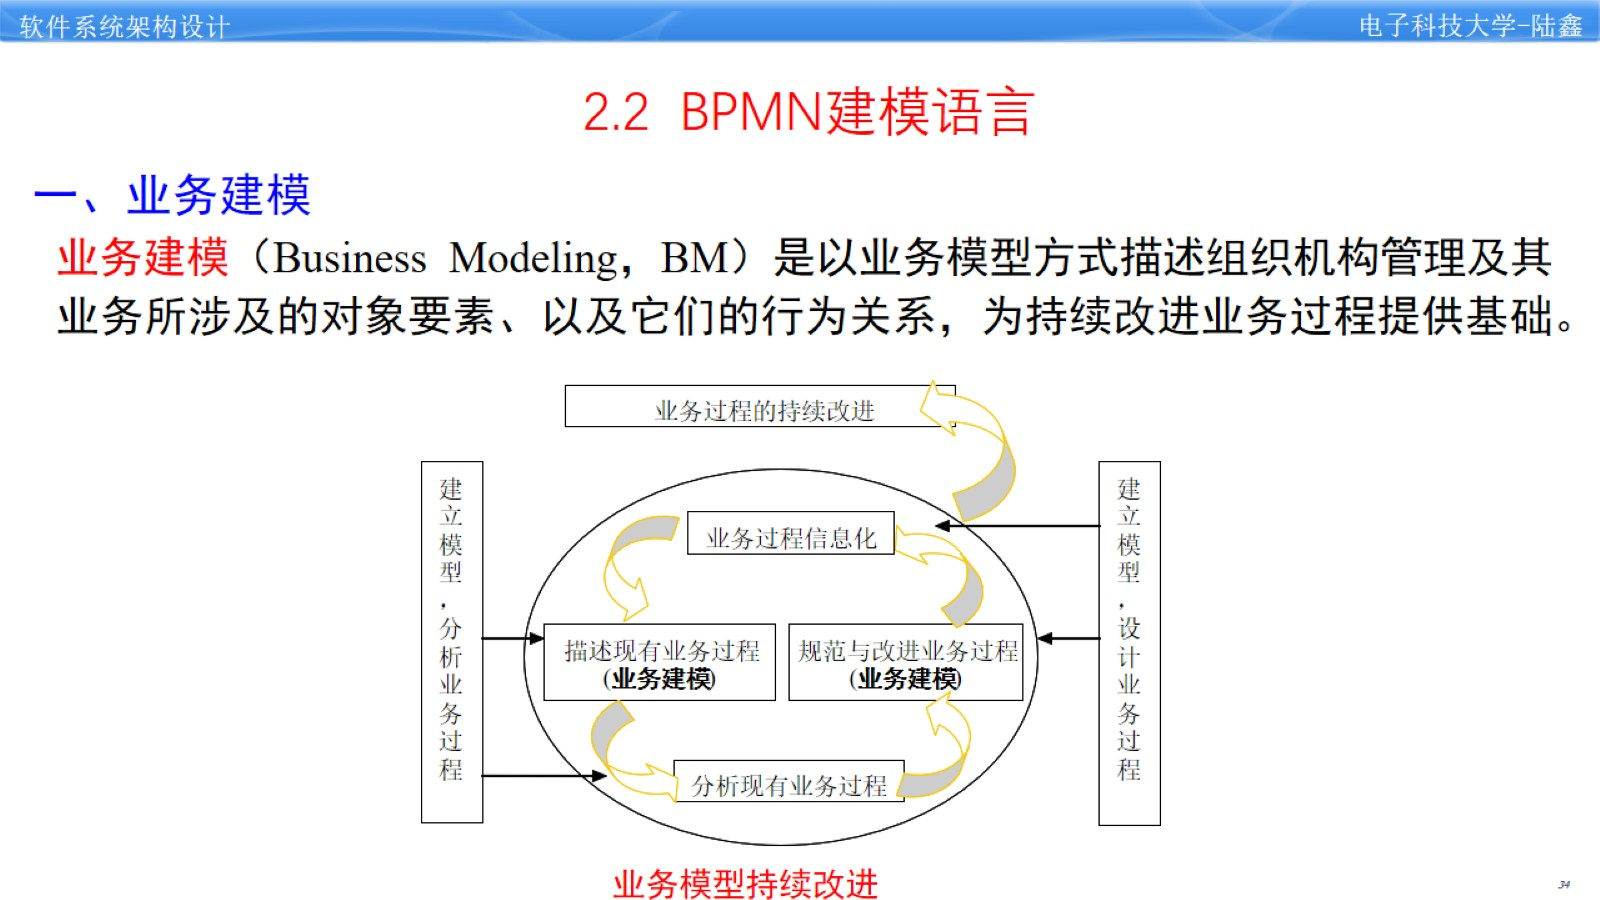 软件系统架构设计
电子科技大学-陆鑫
2.2 BPMN建模语言
一、业务建模
业务建模（Business Modeling，BM）是以业务模型方式描述组织机构管理及其
业务所涉及的对象要素、以及它们的行为关系，为持续改进业务过程提供基础。
业务过程的持续改进
建立模型，分析业务过程
业务过程信息化
描述现有业务过程
(业务建模)
规范与改进业务过程
(业务建模)
分析现有业务过程
建立模型，设计业务过程
业务模型持续改进
34